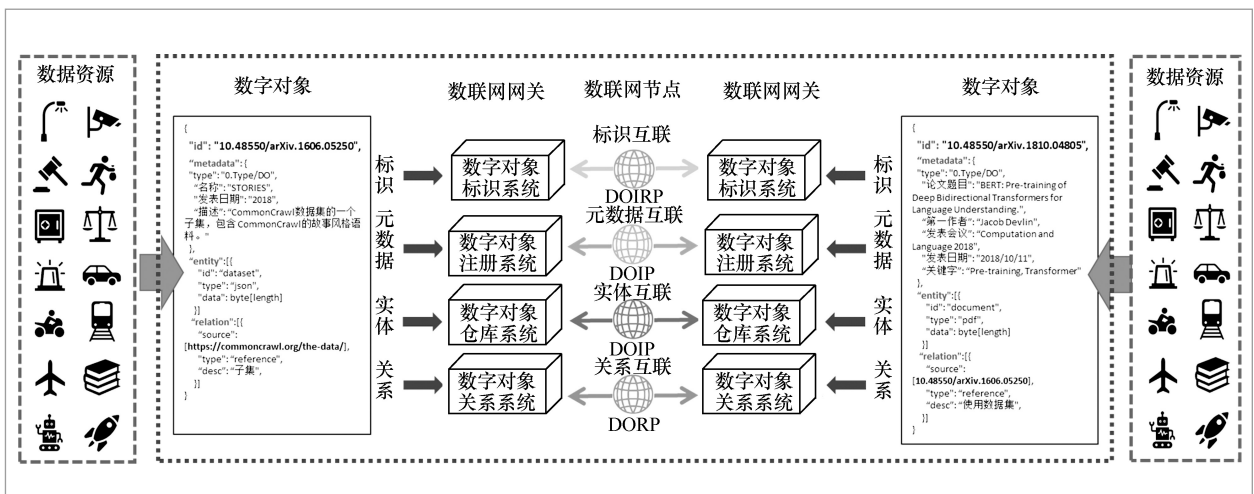 数据资源
数字对象
{
"id": "10.48550/arXiv.1606.05250",
"metadata":{
"type":"0.Type/DO",
"名称":"STORIES",
"发表日期":"2018",
"描述":"CommonCrawl数据集的一个
子集，包含CommonCrawl的故事风格语
料。"
},
"entity":[{
"id":"dataset",
"type":"json",
"data": byte[length]
}]
"relation":[{
"source":
[https://commoncrawl.org/the-data/],
"type":"reference",
"desc":"子集",
}]
}
标识
元数据
实体
关系
数联网网关
数字对象
标识系统
数字对象
注册系统
数字对象
仓库系统
数字对象
关系系统
数联网节点
标识互联
DOIRP
元数据互联
DOIP
实体互联
DOIP
关系互联
DORP
数联网网关
数字对象
标识系统
数字对象
注册系统
数字对象
仓库系统
数字对象
关系系统
标识
元数据
实体
关系
数字对象
{
"id": "10.48550/arXiv.1810.04805",
"metadata":{
"type":"0.Type/DO",
"论文题目":"BERT: Pre-training of
Deep Bidirectional Transformers for
Language Understanding.",
"第一作者":"Jacob Devlin",
"发表会议":"Computation and
Language 2018",
"发表日期":"2018/10/11",
"关键字":"Pre-training, Transformer"
},
"entity":[{
"id":"document",
"type":"pdf",
"data": byte[length]
}]
"relation":[{
"source":
[10.48550/arXiv.1606.05250],
"type":"reference",
"desc":"使用数据集",
}]
}
数据资源